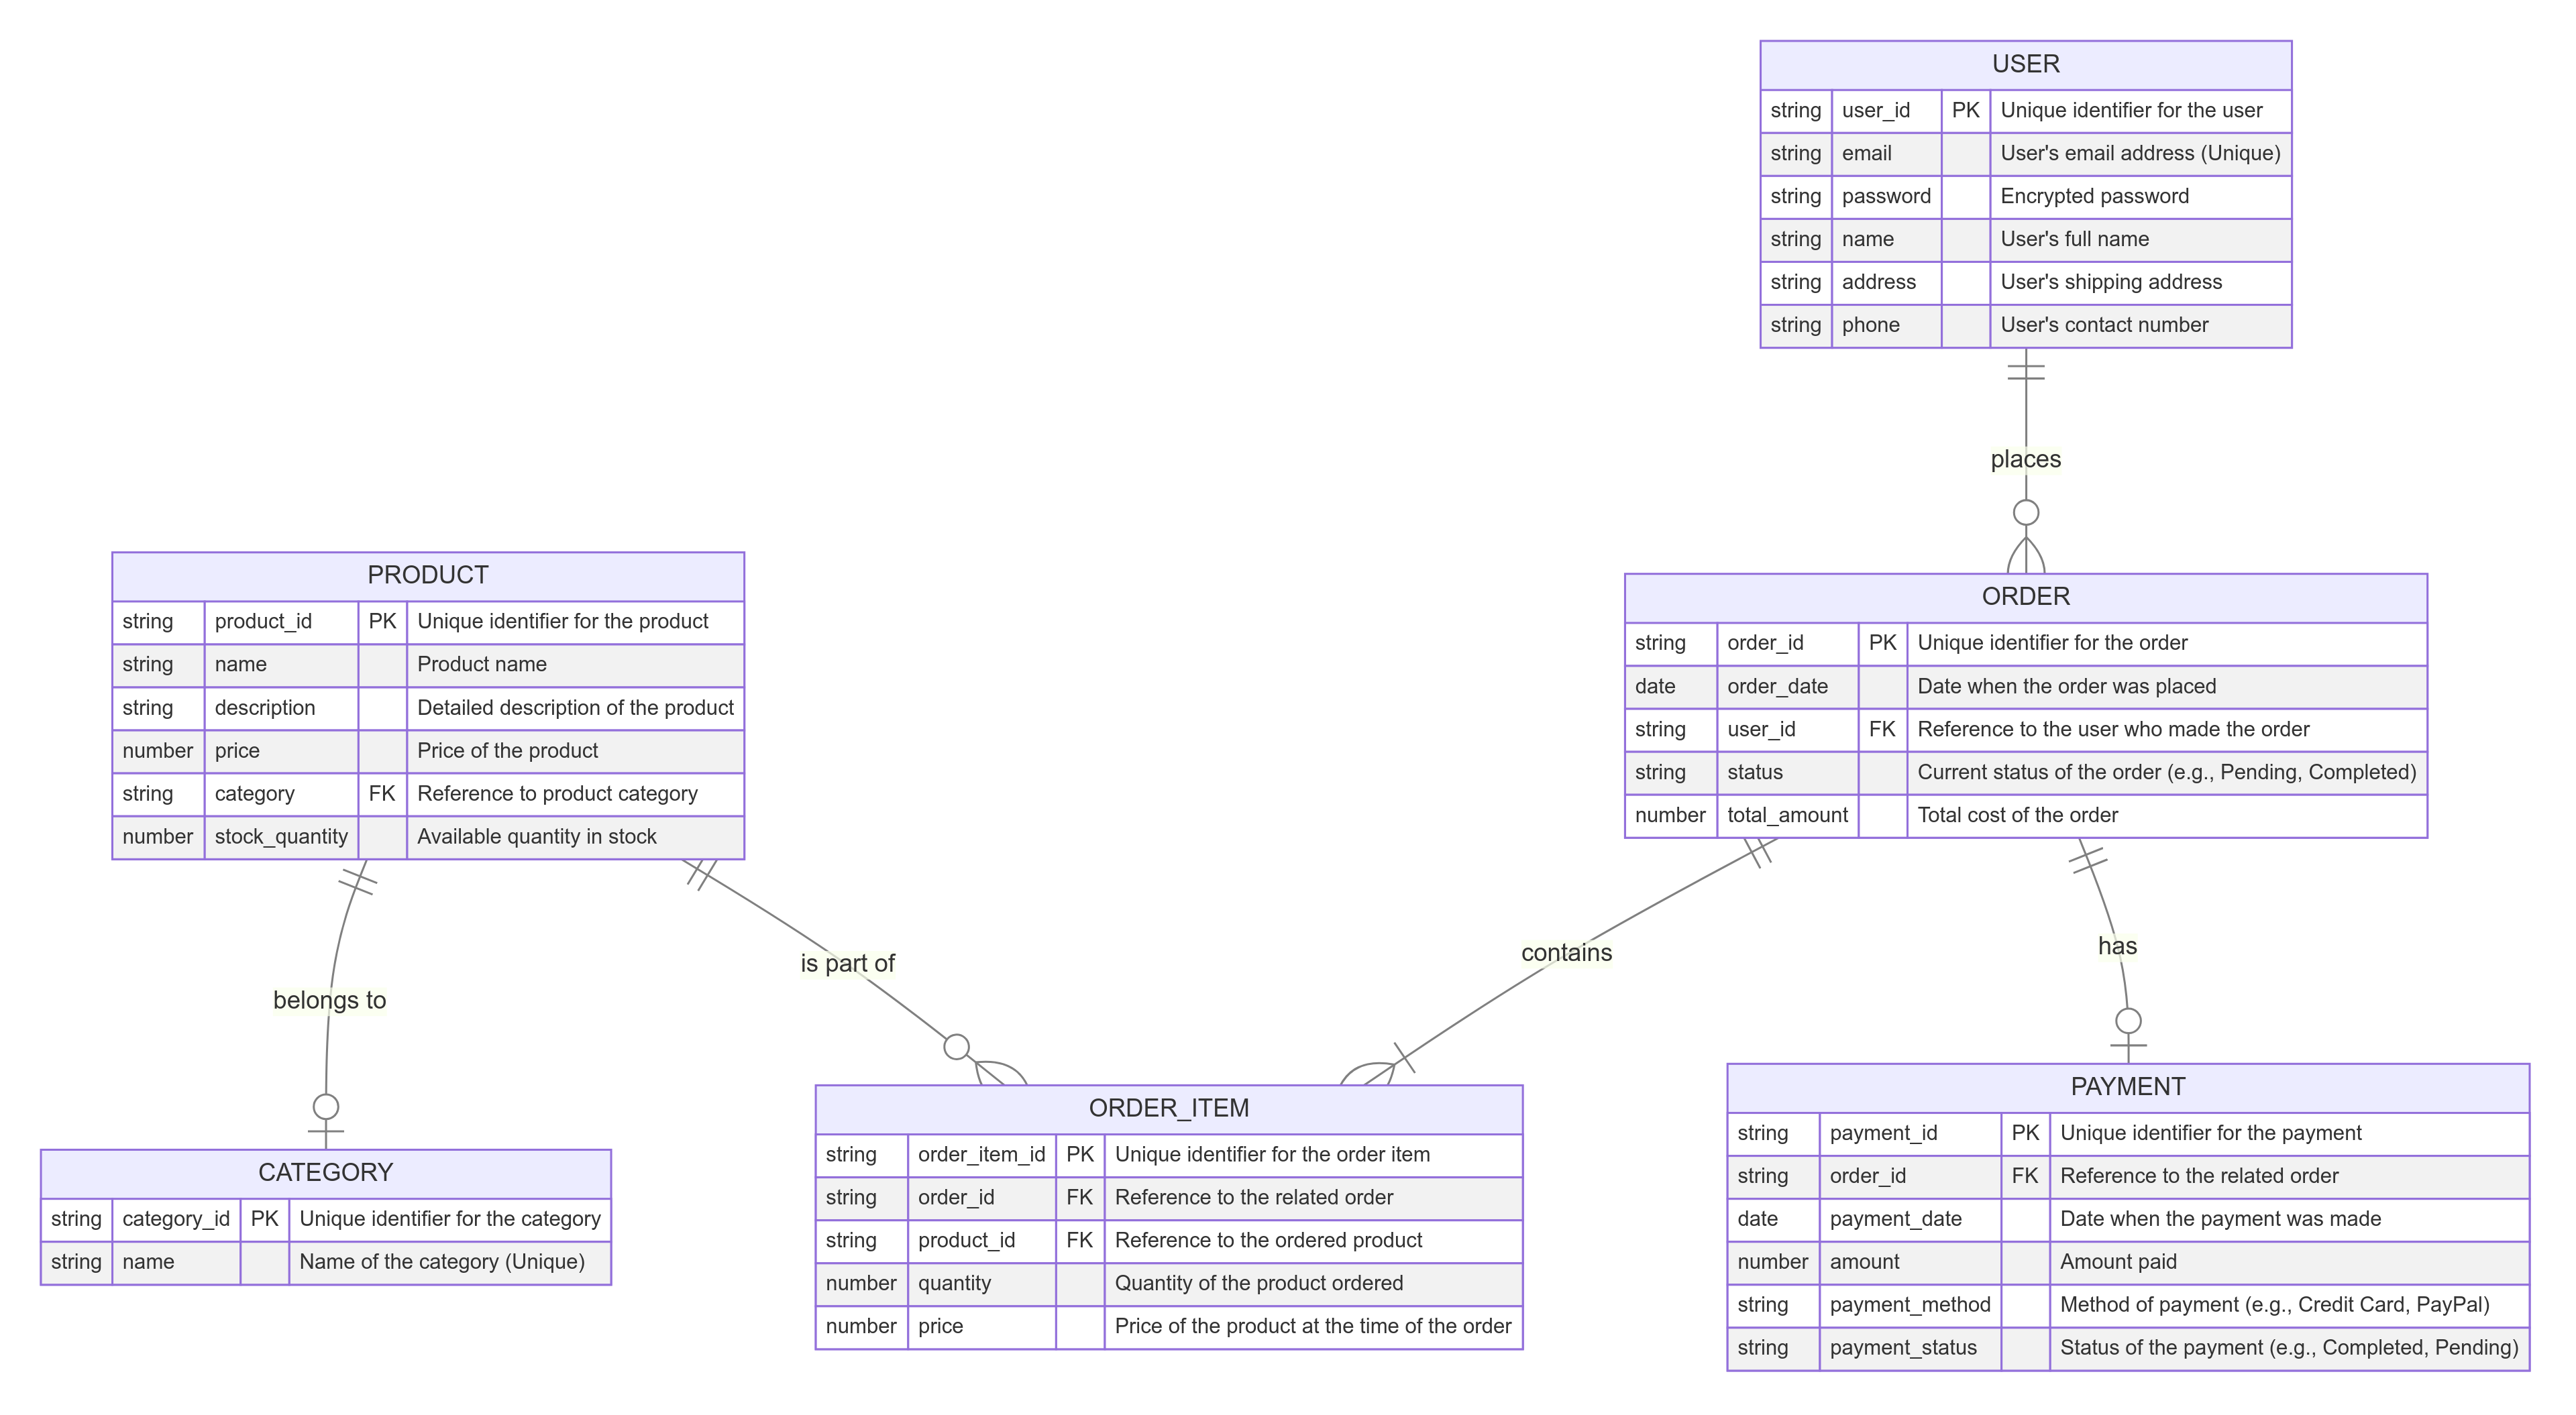 USER
string user_id PK Unique identifier for the user
string email User's email address (Unique)
string password Encrypted password
string name User's full name
string address User's shipping address
string phone User's contact number
places
PRODUCT
string product_id PK Unique identifier for the product
string name Product name
string description Detailed description of the product
number price Price of the product
string category FK Reference to product category
number stock_quantity Available quantity in stock
ORDER
string order_id PK Unique identifier for the order
date order_date Date when the order was placed
string user_id FK Reference to the user who made the order
string status Current status of the order (e.g., Pending, Completed)
number total_amount Total cost of the order
belongs to
is part of
contains
has
CATEGORY
string category_id PK Unique identifier for the category
string name Name of the category (Unique)
ORDER_ITEM
string order_item_id PK Unique identifier for the order item
string order_id FK Reference to the related order
string product_id FK Reference to the ordered product
number quantity Quantity of the product ordered
number price Price of the product at the time of the order
PAYMENT
string payment_id PK Unique identifier for the payment
string order_id FK Reference to the related order
date payment_date Date when the payment was made
number amount Amount paid
string payment_method Method of payment (e.g., Credit Card, PayPal)
string payment_status Status of the payment (e.g., Completed, Pending)